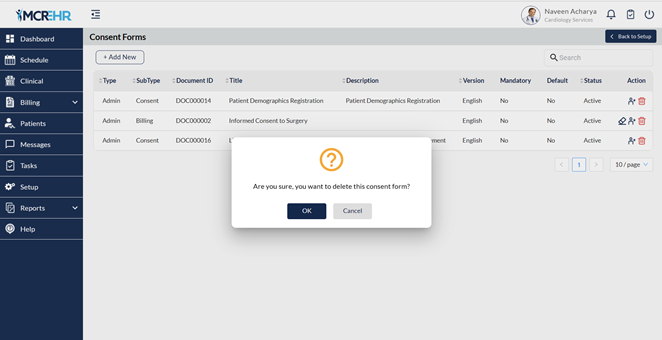 iMCREHR
Naveen Acharya
Cardiology Services
Dashboard
Schedule
Clinical
Billing
Patients
Messages
Tasks
Setup
Reports
Help
Consent Forms
Back to Setup
+ Add New
Search
Type SubType Document ID Title Description Version Mandatory Default Status Action
Admin Consent DOC000014 Patient Demographics Registration Patient Demographics Registration English No No Active
Admin Billing DOC000002 Informed Consent to Surgery English No No Active
Admin Consent DOC000016 English No No Active
1
10 / page
Are you sure, you want to delete this consent form?
OK
Cancel